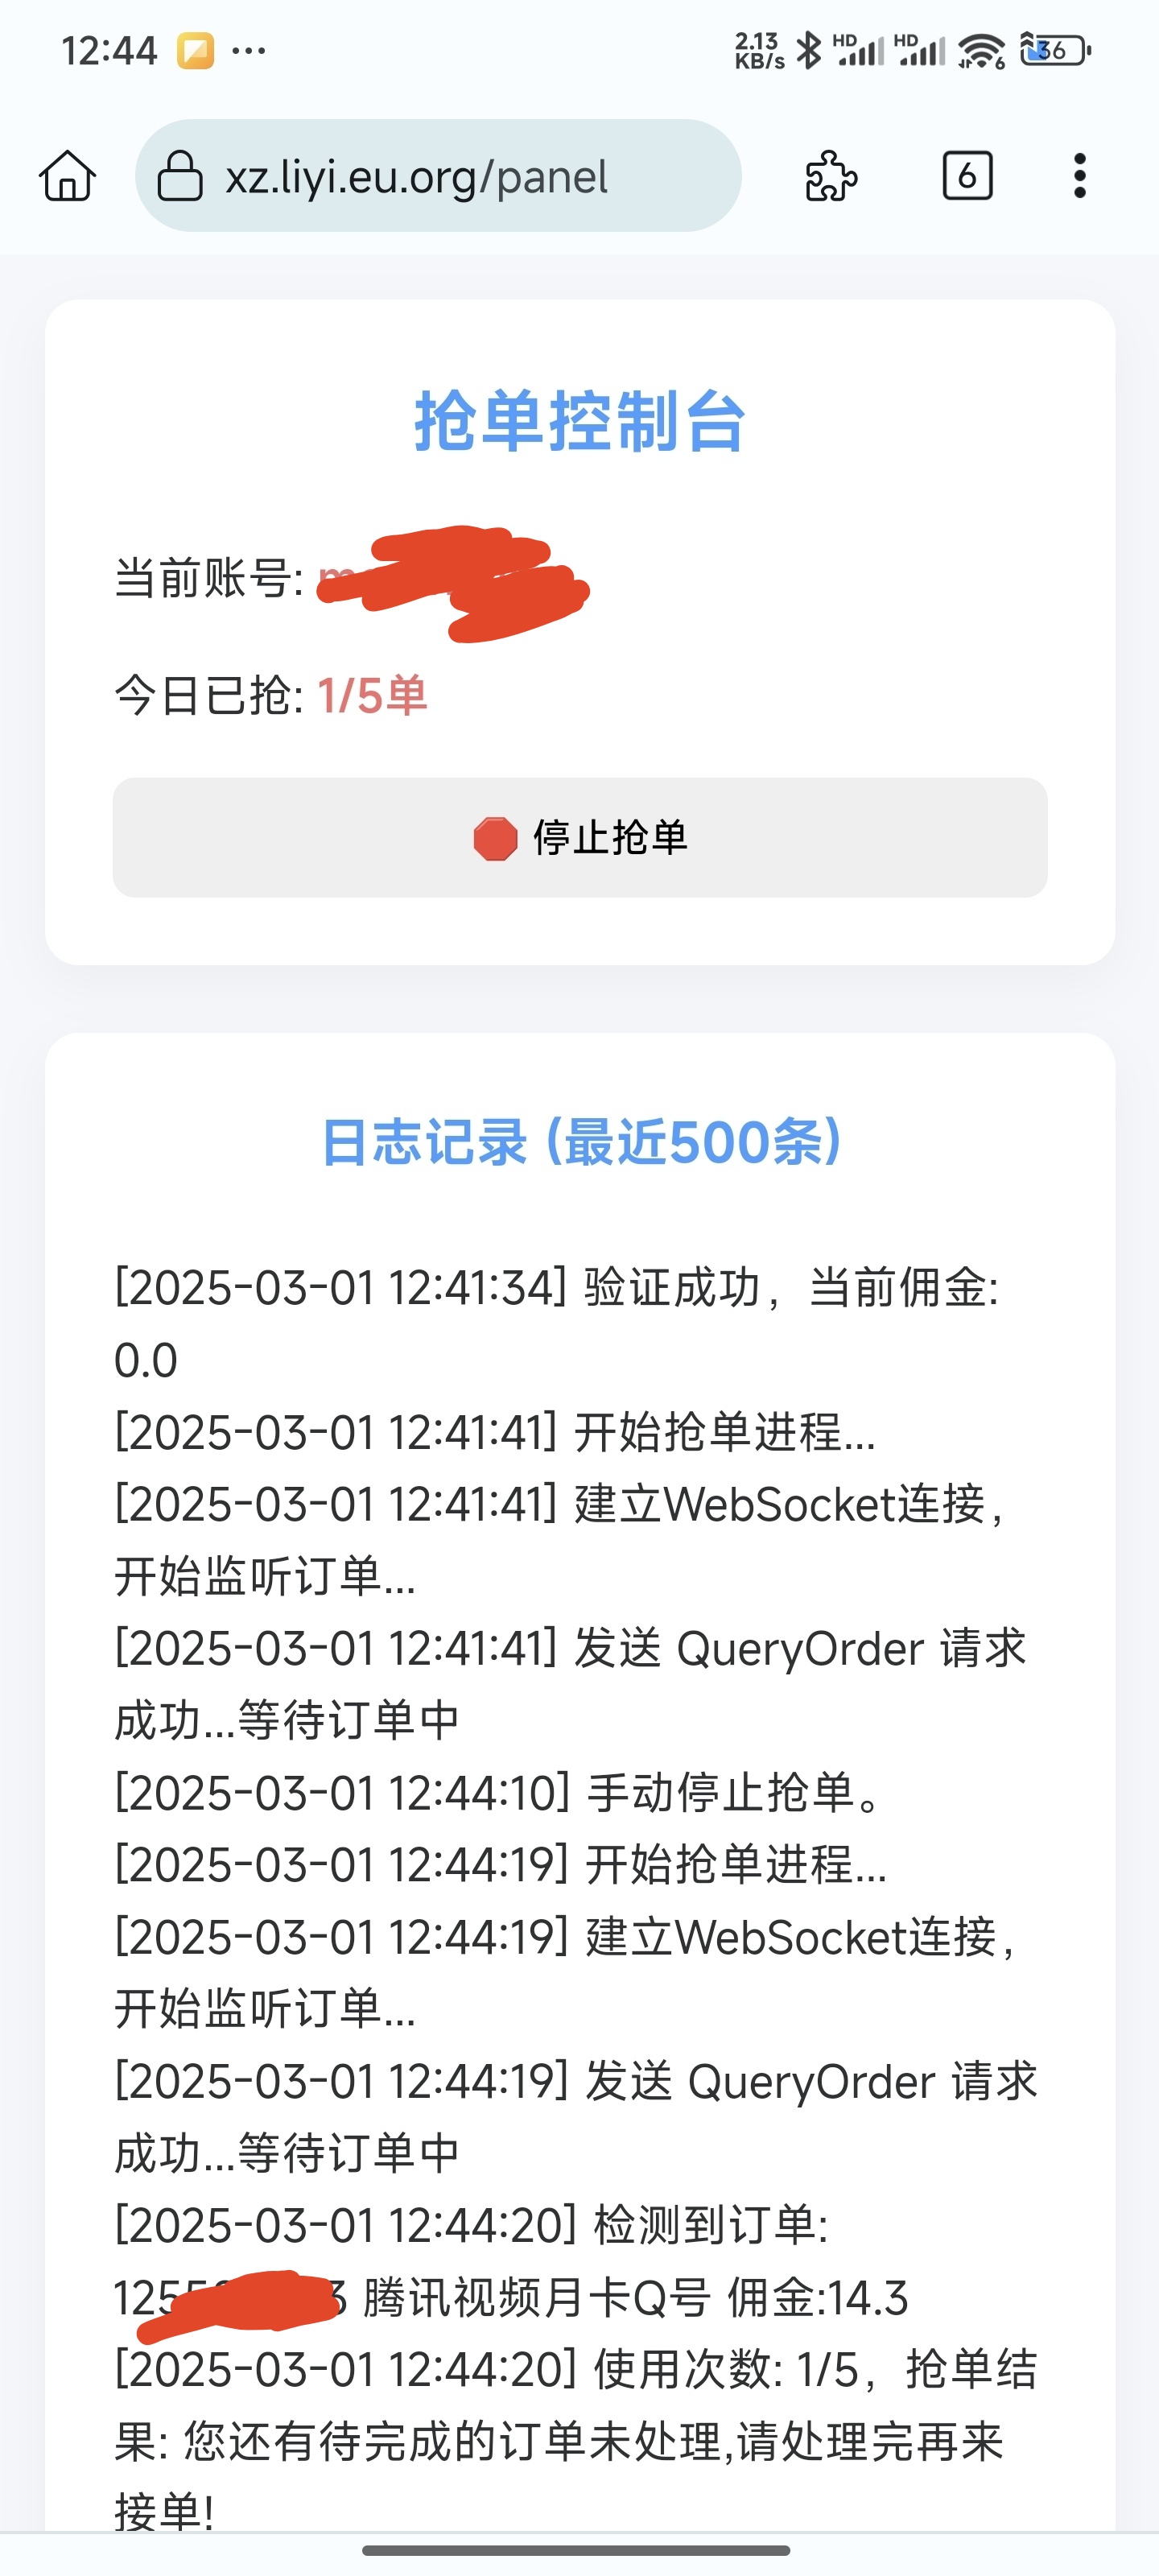 12:44
2.13
KB/s
HD
HD
6
36
xz.liyi.eu.org/panel
6
抢单控制台
当前账号:
今日已抢: 1/5单
停止抢单
日志记录 (最近500条)
[2025-03-01 12:41:34] 验证成功，当前佣金:
0.0
[2025-03-01 12:41:41] 开始抢单进程...
[2025-03-01 12:41:41] 建立WebSocket连接，
开始监听订单...
[2025-03-01 12:41:41] 发送 QueryOrder 请求
成功...等待订单中
[2025-03-01 12:44:10] 手动停止抢单。
[2025-03-01 12:44:19] 开始抢单进程...
[2025-03-01 12:44:19] 建立WebSocket连接，
开始监听订单...
[2025-03-01 12:44:19] 发送 QueryOrder 请求
成功...等待订单中
[2025-03-01 12:44:20] 检测到订单:
腾讯视频月卡Q号 佣金:14.3
[2025-03-01 12:44:20] 使用次数: 1/5，抢单结
果: 您还有待完成的订单未处理,请处理完再来
接单!